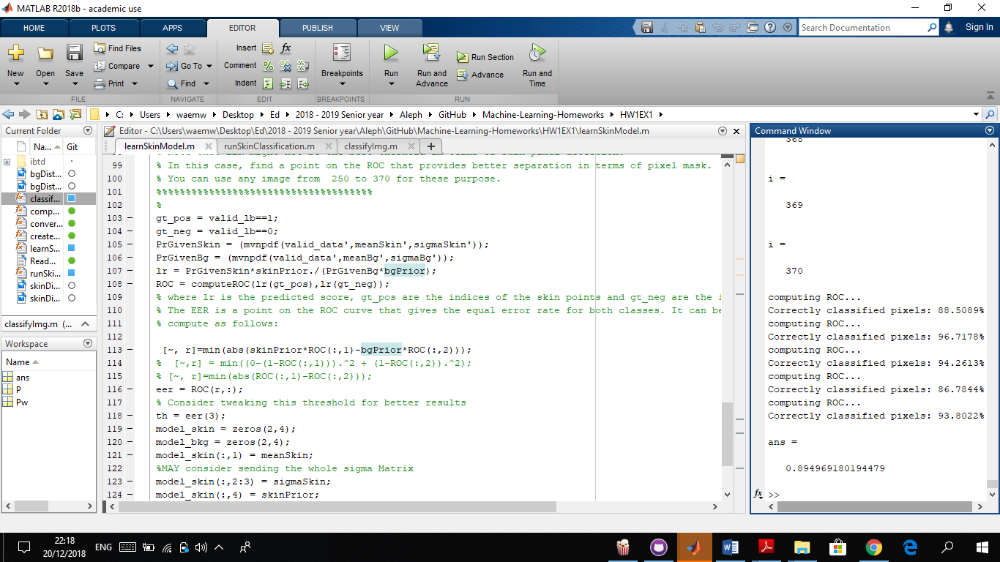 MATLAB R2018b - academic use
HOME PLOTS APPS EDITOR PUBLISH VIEW
Search Documentation
Sign In
New
Open
Save
Find Files
Compare
Print
FILE
Go To
Find
NAVIGATE
Insert
fx
Comment
Indent
EDIT
Breakpoints
BREAKPOINTS
Run
Run and
Advance
Run Section
Advance
Run and
Time
RUN
C: Users waemw Desktop Ed 2018 - 2019 Senior year Aleph GitHub Machine-Learning-Homeworks HW1EX1
Current Folder
Na... Git
ibtd
bgDist...
bgDist...
classif...
comp...
conver...
create...
learnS...
Read...
runSki...
skinDi...
skinDi...
classifyImg.m (...
Workspace
Name
ans
P
Pw
Editor - C:\Users\waemw\Desktop\Ed\2018 - 2019 Senior year\Aleph\GitHub\Machine-Learning-Homeworks\HW1EX1\learnSkinModel.m
learnSkinModel.m runSkinClassification.m classifyImg.m
99 % In this case, find a point on the ROC that provides better separation in terms of pixel mask.
100 % You can use any image from  250 to 370 for these purpose.
101 %%%%%%%%%%%%%%%%%%%%%%%%%%%%%%%%%%%%%
102 %
103 gt_pos = valid_lb==1;
104 gt_neg = valid_lb==0;
105 PrGivenSkin = (mvnpdf(valid_data',meanSkin',sigmaSkin'));
106 PrGivenBg = (mvnpdf(valid_data',meanBg',sigmaBg'));
107 lr = PrGivenSkin*skinPrior./(PrGivenBg*bgPrior);
108 ROC = computeROC(lr(gt_pos),lr(gt_neg));
109 % where lr is the predicted score, gt_pos are the indices of the skin points and gt_neg are the i
110 % The EER is a point on the ROC curve that gives the equal error rate for both classes. It can be
111 % compute as follows:
112
113 [~, r]=min(abs(skinPrior*ROC(:,1)-bgPrior*ROC(:,2)));
114 %  [~,r] = min((0-(1-ROC(:,1))).^2 + (1-ROC(:,2)).^2);
115 % [~, r]=min(abs(ROC(:,1)-ROC(:,2)));
116 eer = ROC(r,:);
117 % Consider tweaking this threshold for better results
118 th = eer(3);
119 model_skin = zeros(2,4);
120 model_bkg = zeros(2,4);
121 model_skin(:,1) = meanSkin;
122 %MAY consider sending the whole sigma Matrix
123 model_skin(:,2:3) = sigmaSkin;
124 model_skin(:,4) = skinPrior;
Command Window
368
i =
369
i =
370
computing ROC...
Correctly classified pixels: 88.5089%
computing ROC...
Correctly classified pixels: 96.7178%
computing ROC...
Correctly classified pixels: 94.2613%
computing ROC...
Correctly classified pixels: 86.7844%
computing ROC...
Correctly classified pixels: 93.8022%
ans =
0.894969180194479
fx >>
22:18
20/12/2018
ENG